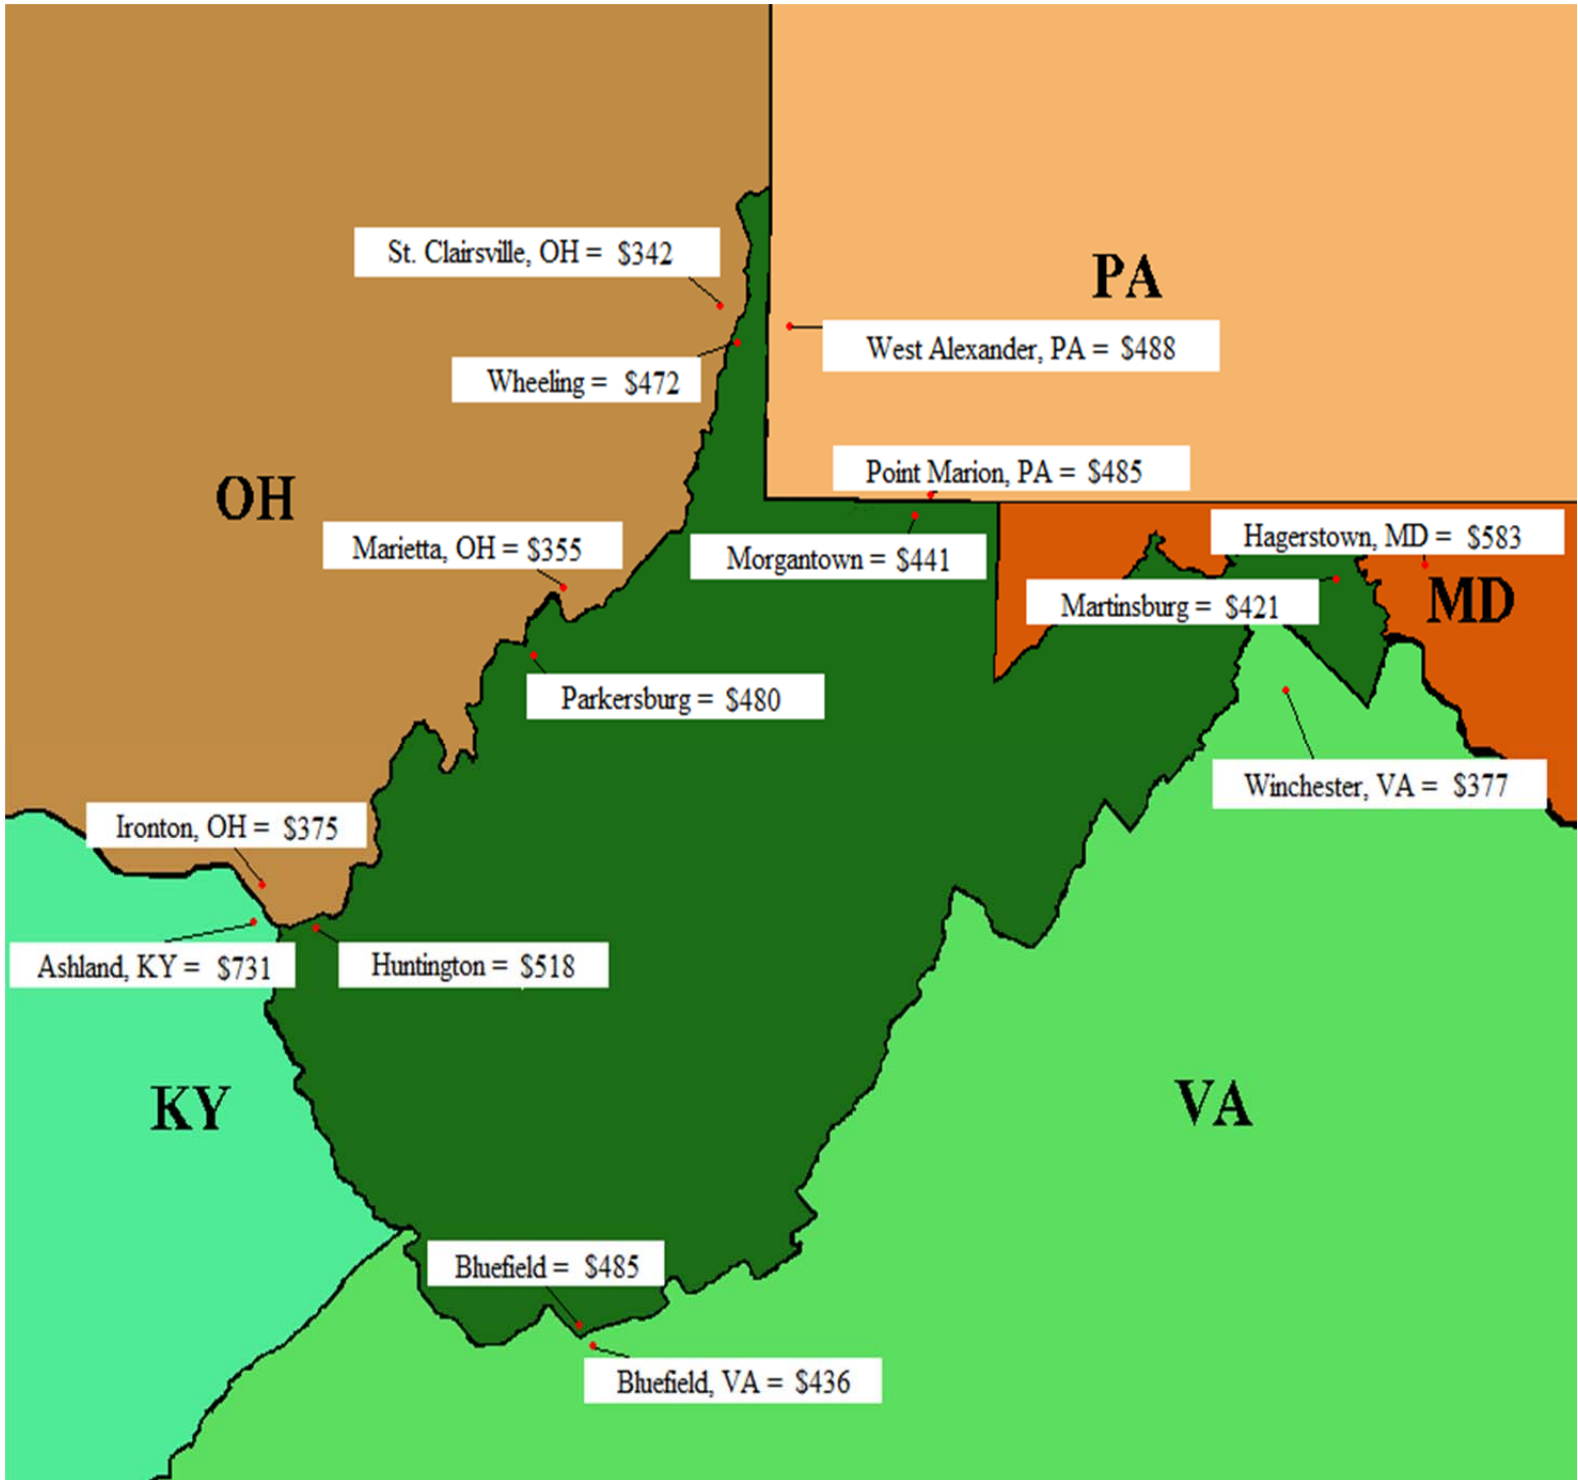 St. Clairsville, OH = $342
PA
West Alexander, PA = $488
Wheeling = $472
Point Marion, PA = $485
OH
Hagerstown, MD = $583
Marietta, OH = $355
Morgantown = $441
Martinsburg = $421
MD
Parkersburg = $480
Winchester, VA = $377
Ironton, OH = $375
Ashland, KY = $731
Huntington = $518
KY
VA
Bluefield = $485
Bluefield, VA = $436